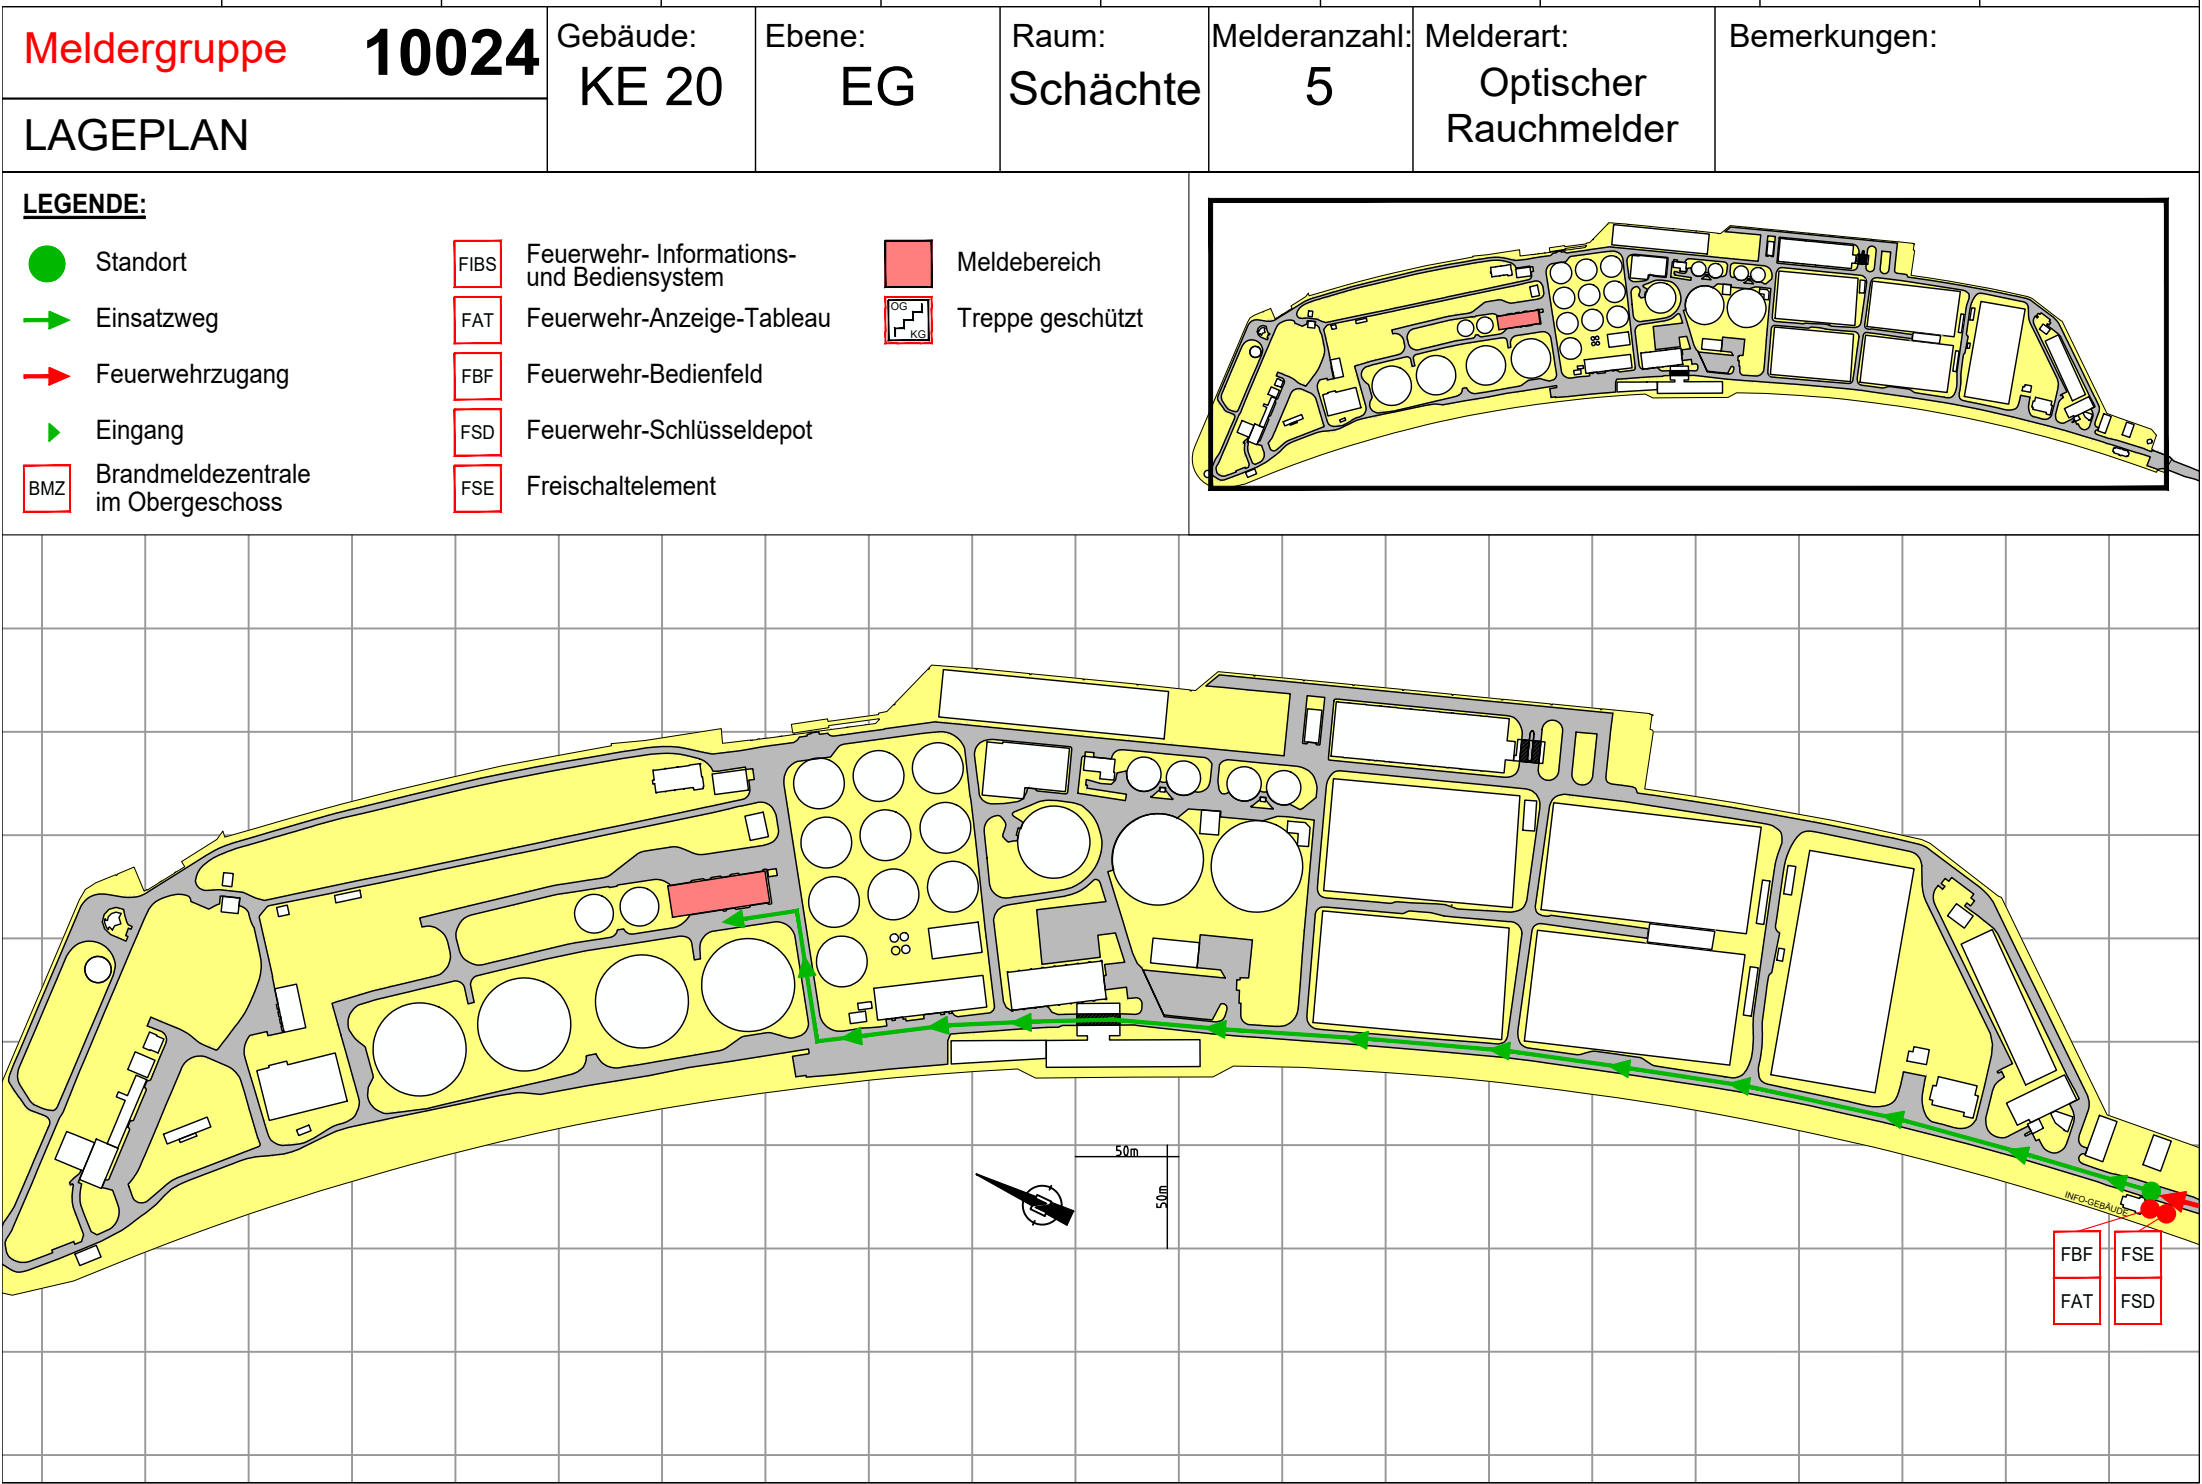 Meldergruppe 10024
LAGEPLAN
Gebäude:
KE 20
Ebene:
EG
Raum:
Schächte
Melderanzahl:
5
Melderart:
Optischer
Rauchmelder
Bemerkungen:
LEGENDE:
Standort
Einsatzweg
Feuerwehrzugang
Eingang
BMZ
Brandmeldezentrale
im Obergeschoss
FIBS
Feuerwehr- Informations-
und Bediensystem
FAT
Feuerwehr-Anzeige-Tableau
FBF
Feuerwehr-Bedienfeld
FSD
Feuerwehr-Schlüsseldepot
FSE
Freischaltelement
Meldebereich
OG
KG
Treppe geschützt
50m
50m
INFO-GEBÄUDE
FBF
FSE
FAT
FSD